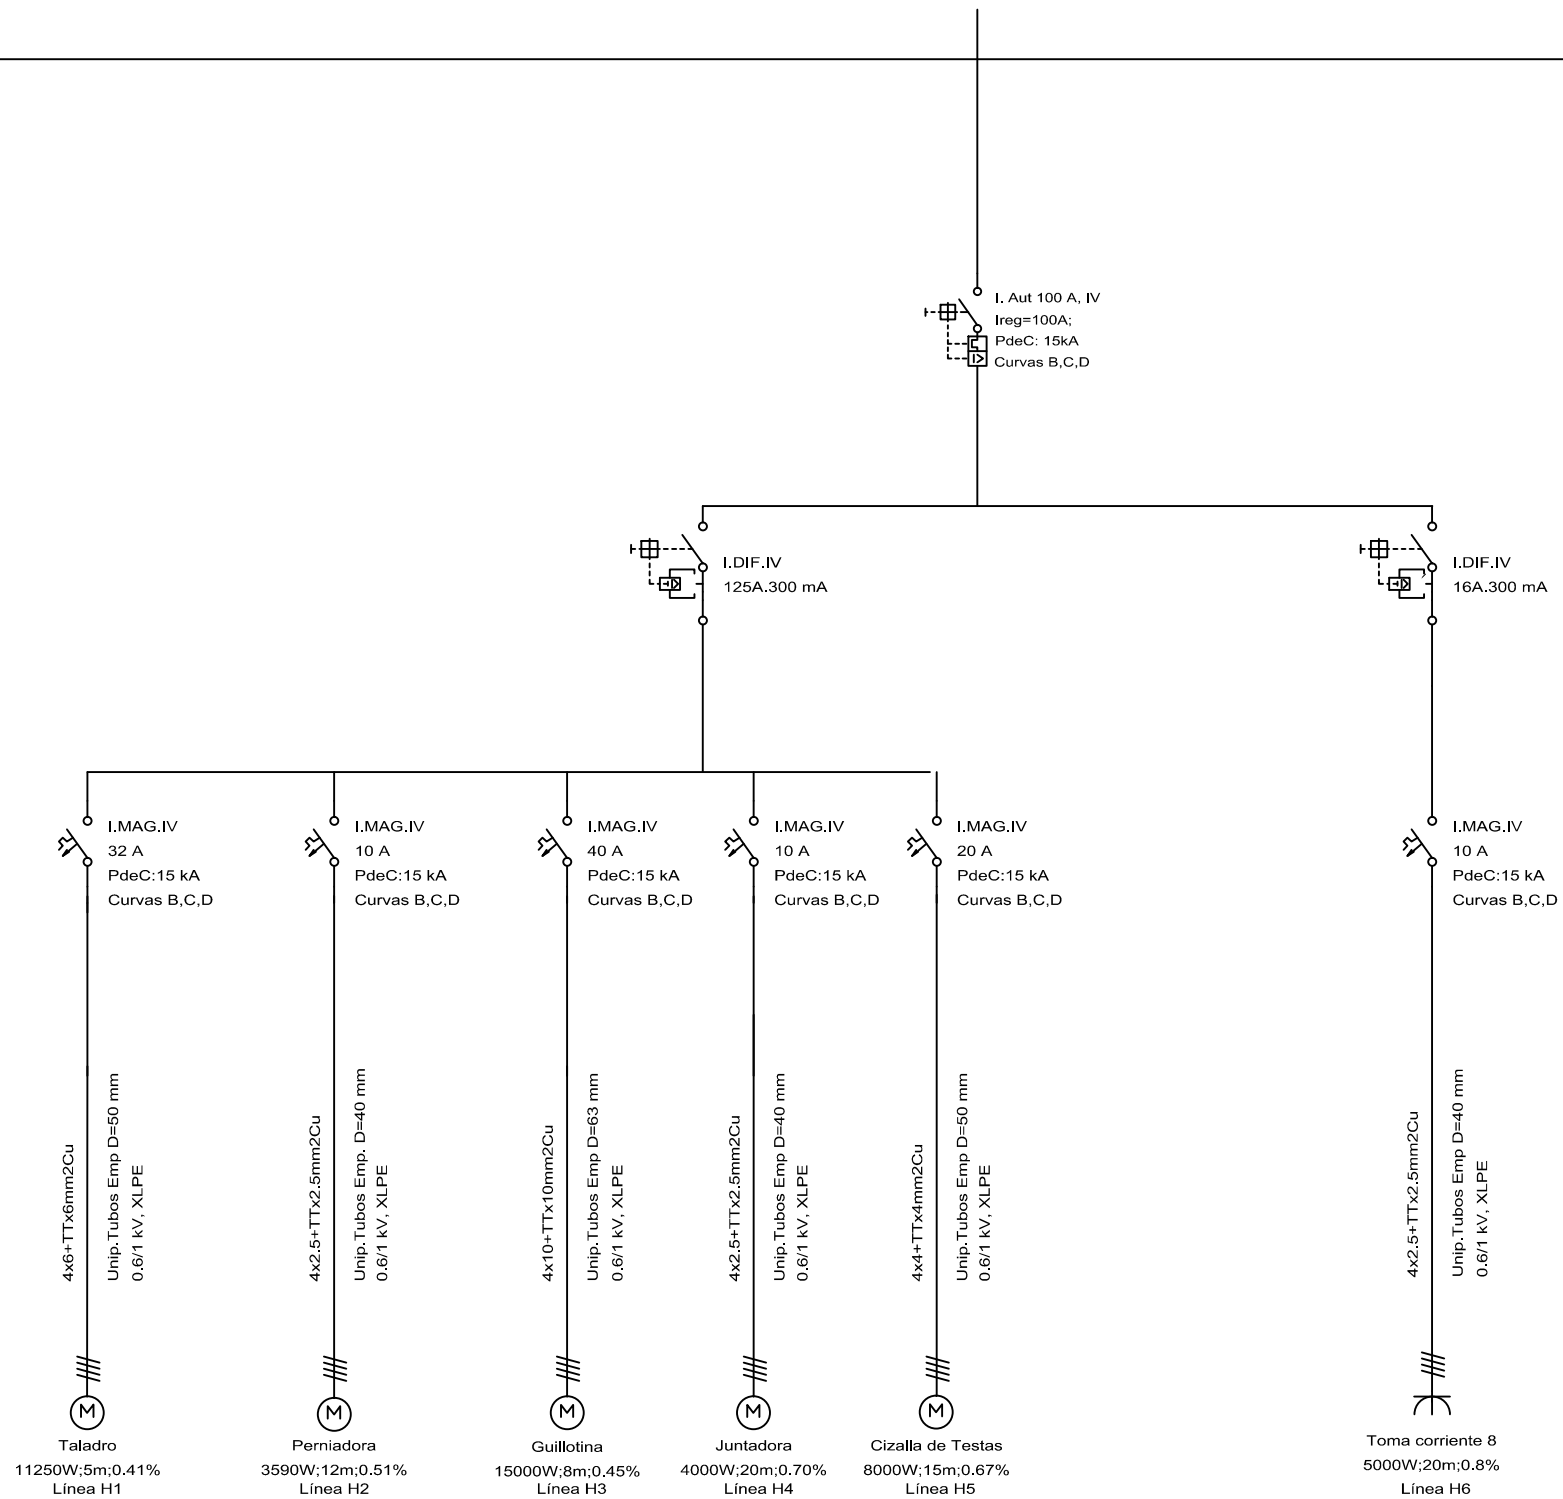 I. Aut 100 A, IV
Ireg=100A;
PdeC: 15kA
Curvas B,C,D
I.DIF.IV
125A.300 mA
I.DIF.IV
16A.300 mA
I.MAG.IV
32 A
PdeC:15 kA
Curvas B,C,D
I.MAG.IV
10 A
PdeC:15 kA
Curvas B,C,D
I.MAG.IV
40 A
PdeC:15 kA
Curvas B,C,D
I.MAG.IV
10 A
PdeC:15 kA
Curvas B,C,D
I.MAG.IV
20 A
PdeC:15 kA
Curvas B,C,D
I.MAG.IV
10 A
PdeC:15 kA
Curvas B,C,D
4x6+TTx6mm2Cu
Unip.Tubos Emp D=50 mm
0.6/1 kV, XLPE
4x2.5+TTx2.5mm2Cu
Unip.Tubos Emp. D=40 mm
0.6/1 kV, XLPE
4x10+TTx10mm2Cu
Unip.Tubos Emp D=63 mm
0.6/1 kV, XLPE
4x2.5+TTx2.5mm2Cu
Unip.Tubos Emp D=40 mm
0.6/1 kV, XLPE
4x4+TTx4mm2Cu
Unip.Tubos Emp D=50 mm
0.6/1 kV, XLPE
4x2.5+TTx2.5mm2Cu
Unip.Tubos Emp D=40 mm
0.6/1 kV, XLPE
M
Taladro
11250W;5m;0.41%
Línea H1
M
Perniadora
3590W;12m;0.51%
Línea H2
M
Guillotina
15000W;8m;0.45%
Línea H3
M
Juntadora
4000W;20m;0.70%
Línea H4
M
Cizalla de Testas
8000W;15m;0.67%
Línea H5
Toma corriente 8
5000W;20m;0.8%
Línea H6